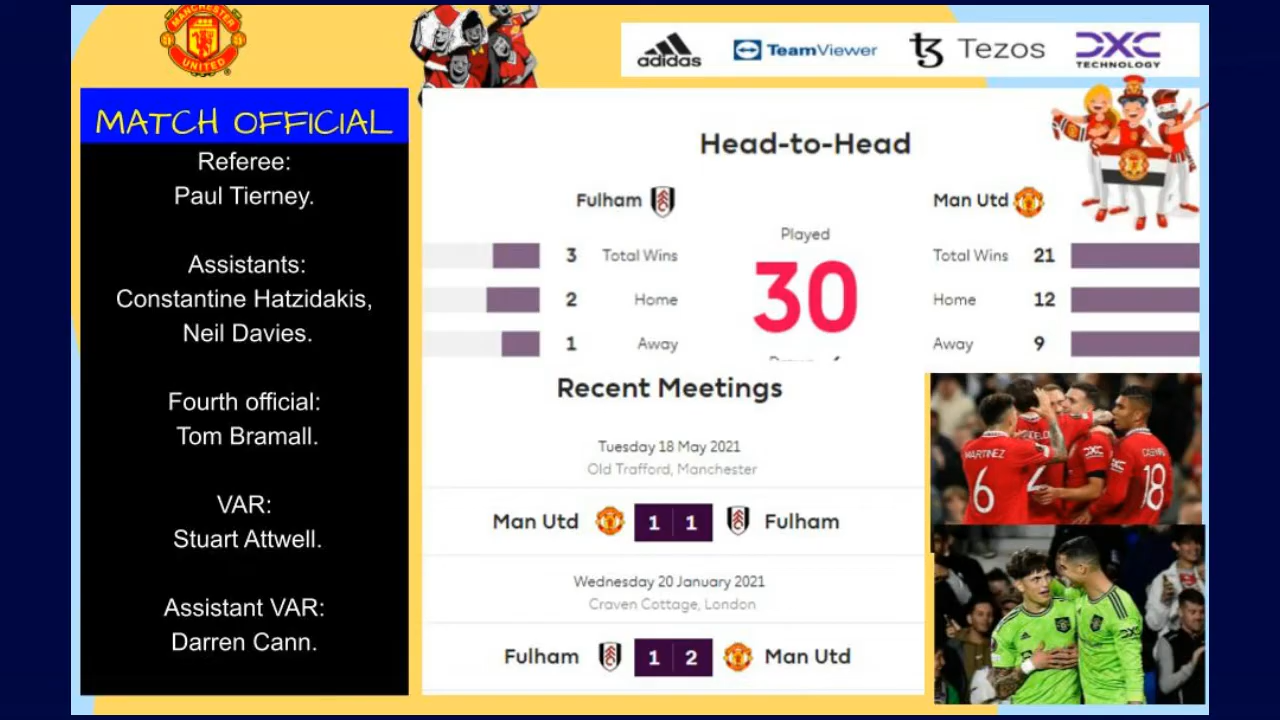 MANCHESTER
UNITED
adidas
TeamViewer
Tezos
DXC
TECHNOLOGY
MATCH OFFICIAL
Referee:
Paul Tierney.
Assistants:
Constantine Hatzidakis,
Neil Davies.
Fourth official:
Tom Bramall.
VAR:
Stuart Attwell.
Assistant VAR:
Darren Cann.
Head-to-Head
Fulham
Man Utd
Played
30
3 Total Wins
Total Wins 21
2 Home
Home 12
1 Away
Away 9
Recent Meetings
Tuesday 18 May 2021
Old Trafford, Manchester
Man Utd 1 1 Fulham
Wednesday 20 January 2021
Craven Cottage, London
Fulham 1 2 Man Utd
MARTINEZ
6
18